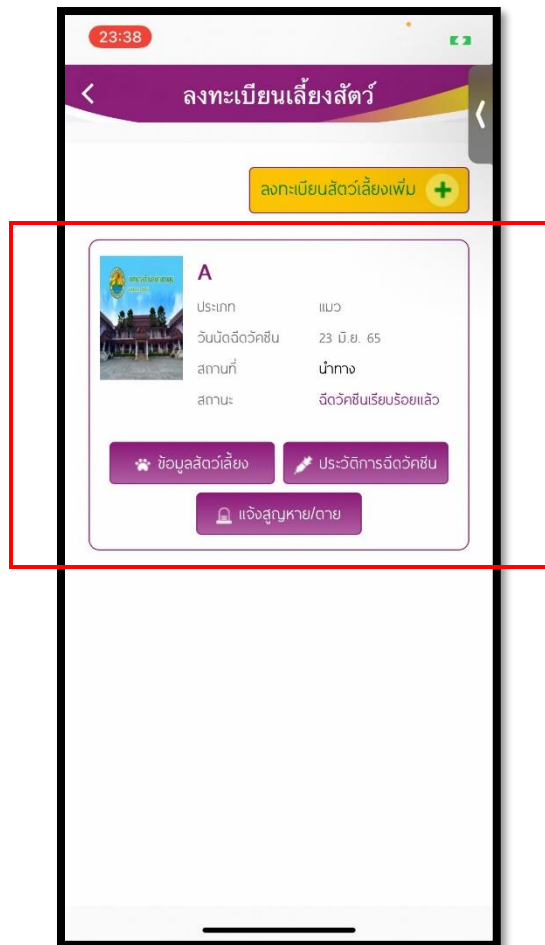 23:38
ลงทะเบียนเลี้ยงสัตว์
ลงทะเบียนสัตว์เลี้ยงเพิ่ม
A
ประเภท แมว
วันนัดฉีดวัคซีน 23 มิ.ย. 65
สถานที่ นำทาง
สถานะ ฉีดวัคซีนเรียบร้อยแล้ว
ข้อมูลสัตว์เลี้ยง ประวัติการฉีดวัคซีน
แจ้งสูญหาย/ตาย